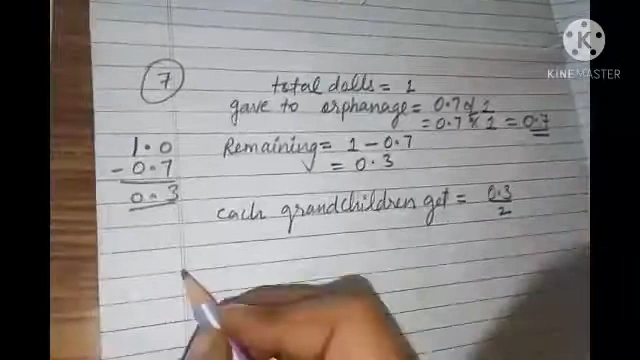 7
total dolls = 1
gave to orphanage = 0.7 of 1
= 0.7 x 1 = 0.7
Remaining = 1 - 0.7
= 0.3
1.0
- 0.7
0.3
each grandchildren get = 0.3
2
K
KINEMASTER